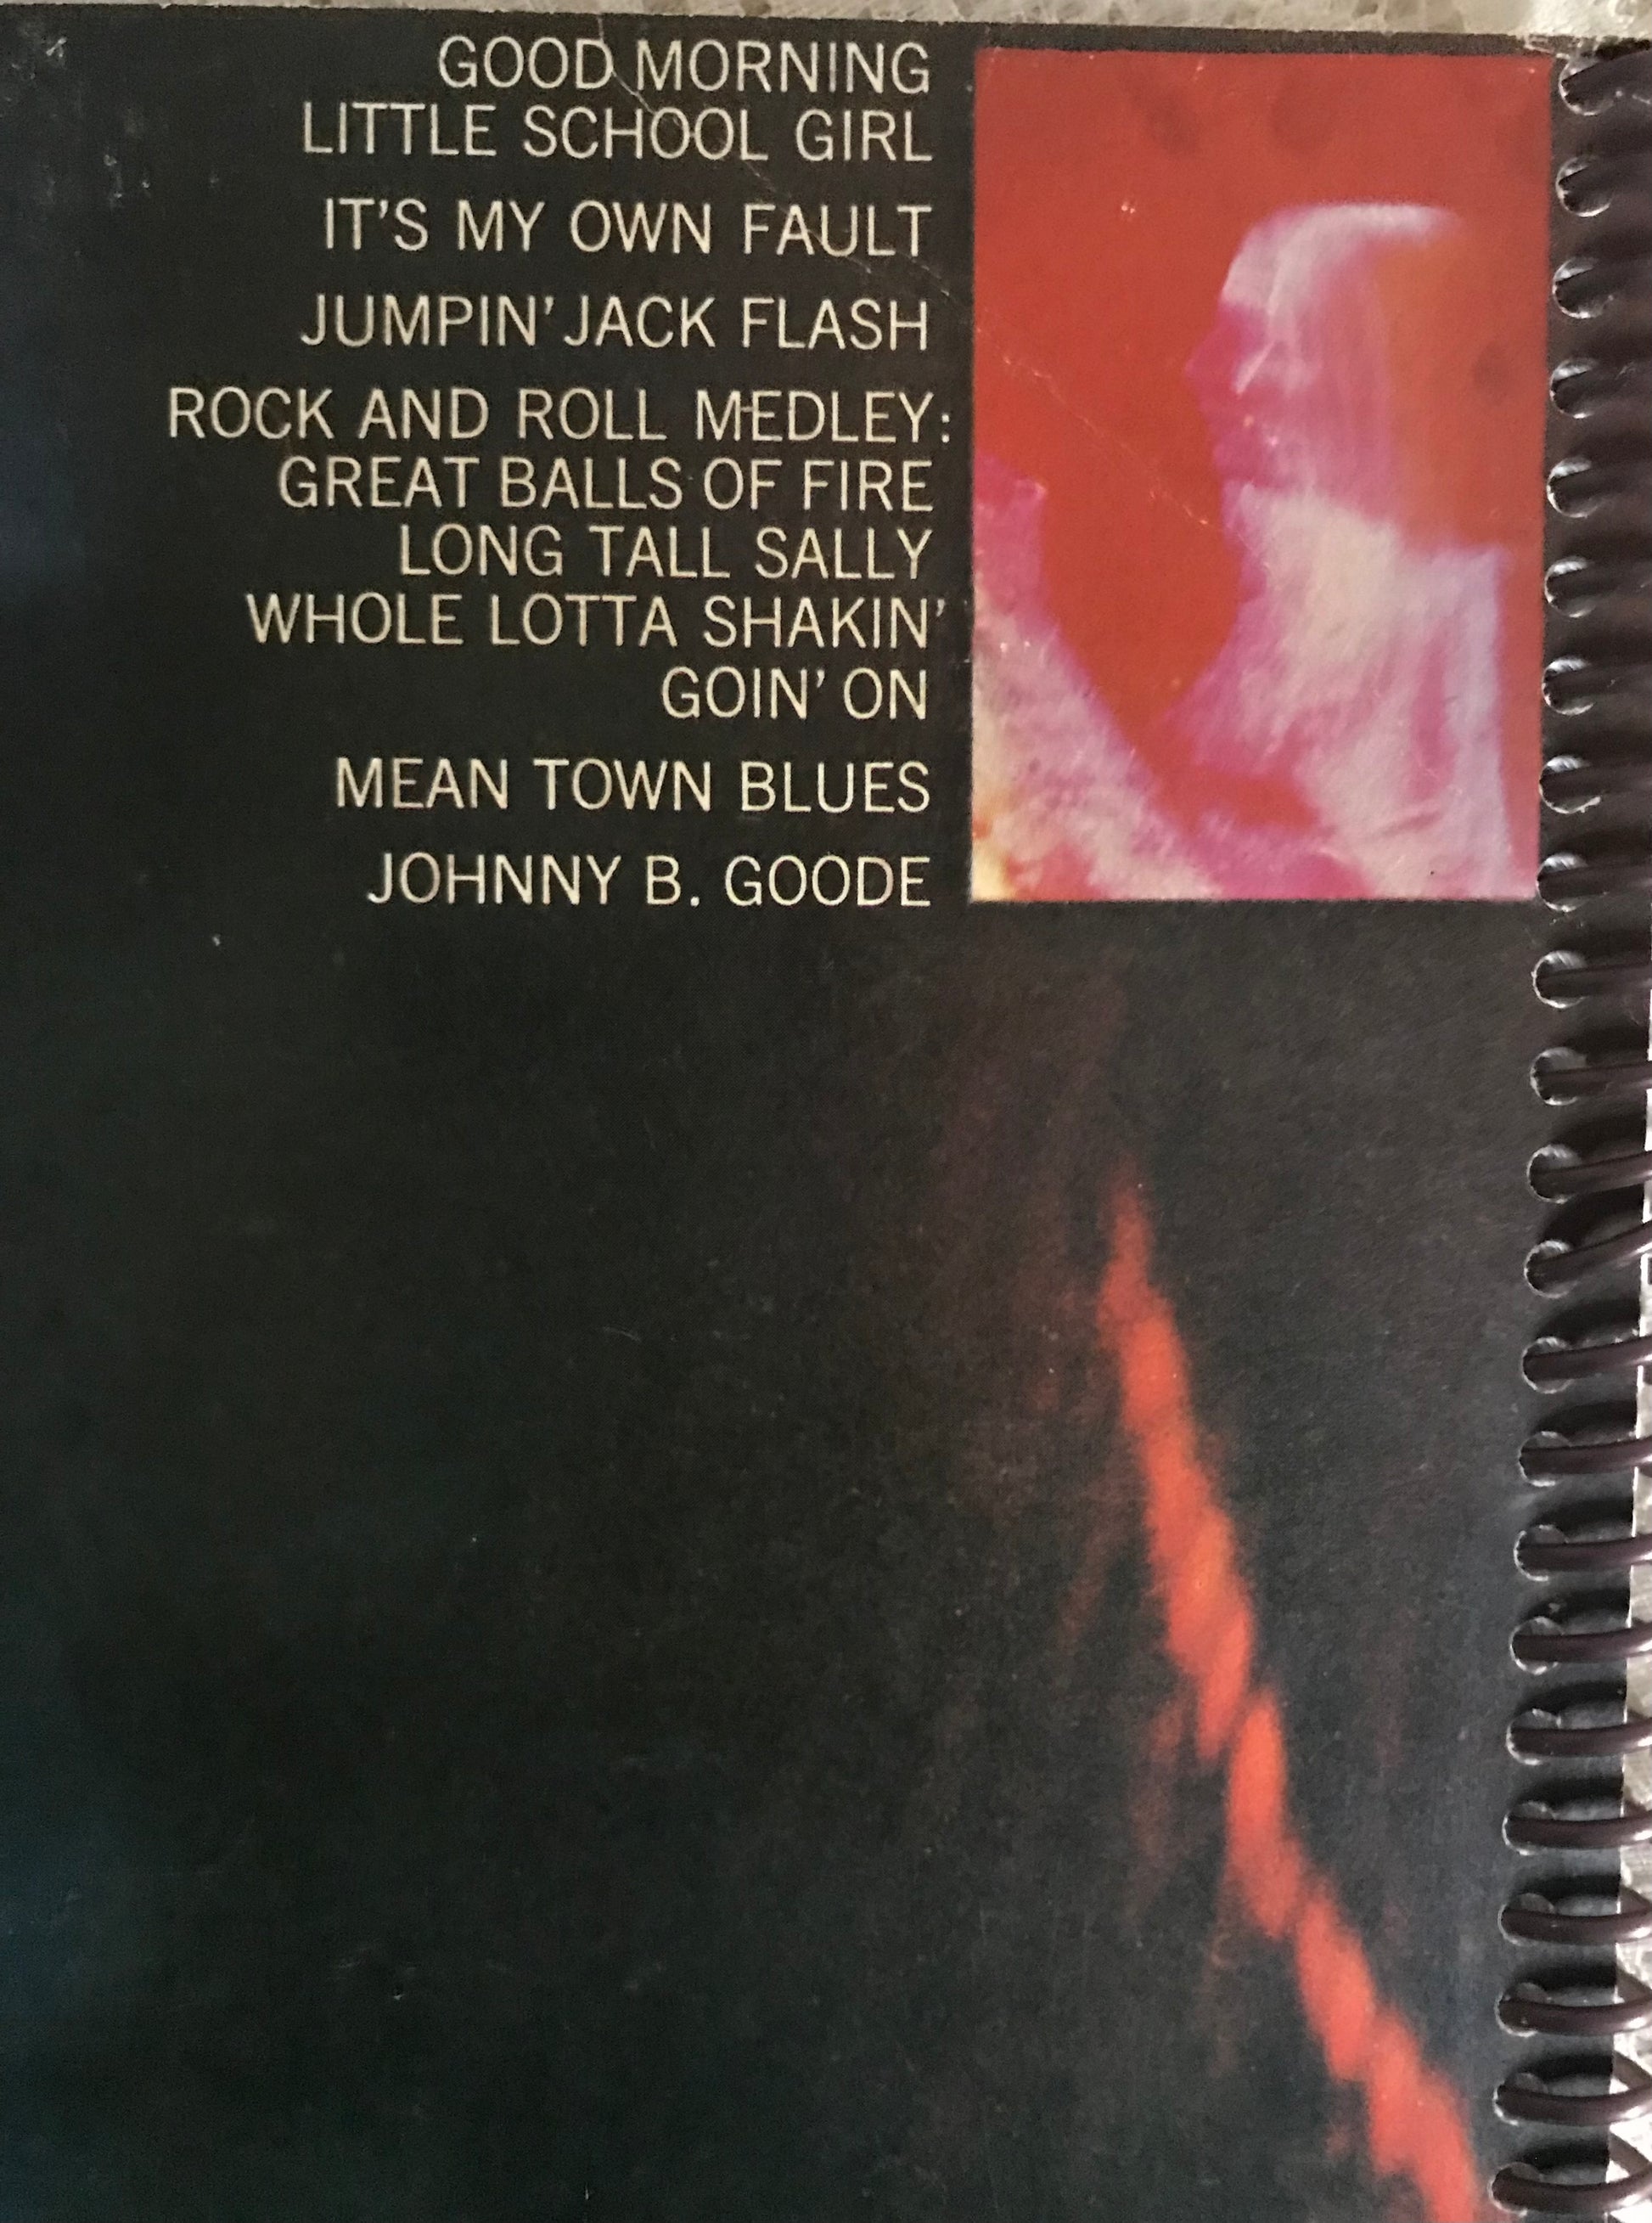 GOOD MORNING
LITTLE SCHOOL GIRL
IT'S MY OWN FAULT
JUMPIN' JACK FLASH
ROCK AND ROLL MEDLEY:
GREAT BALLS OF FIRE
LONG TALL SALLY
WHOLE LOTTA SHAKIN'
GOIN' ON
MEAN TOWN BLUES
JOHNNY B. GOODE